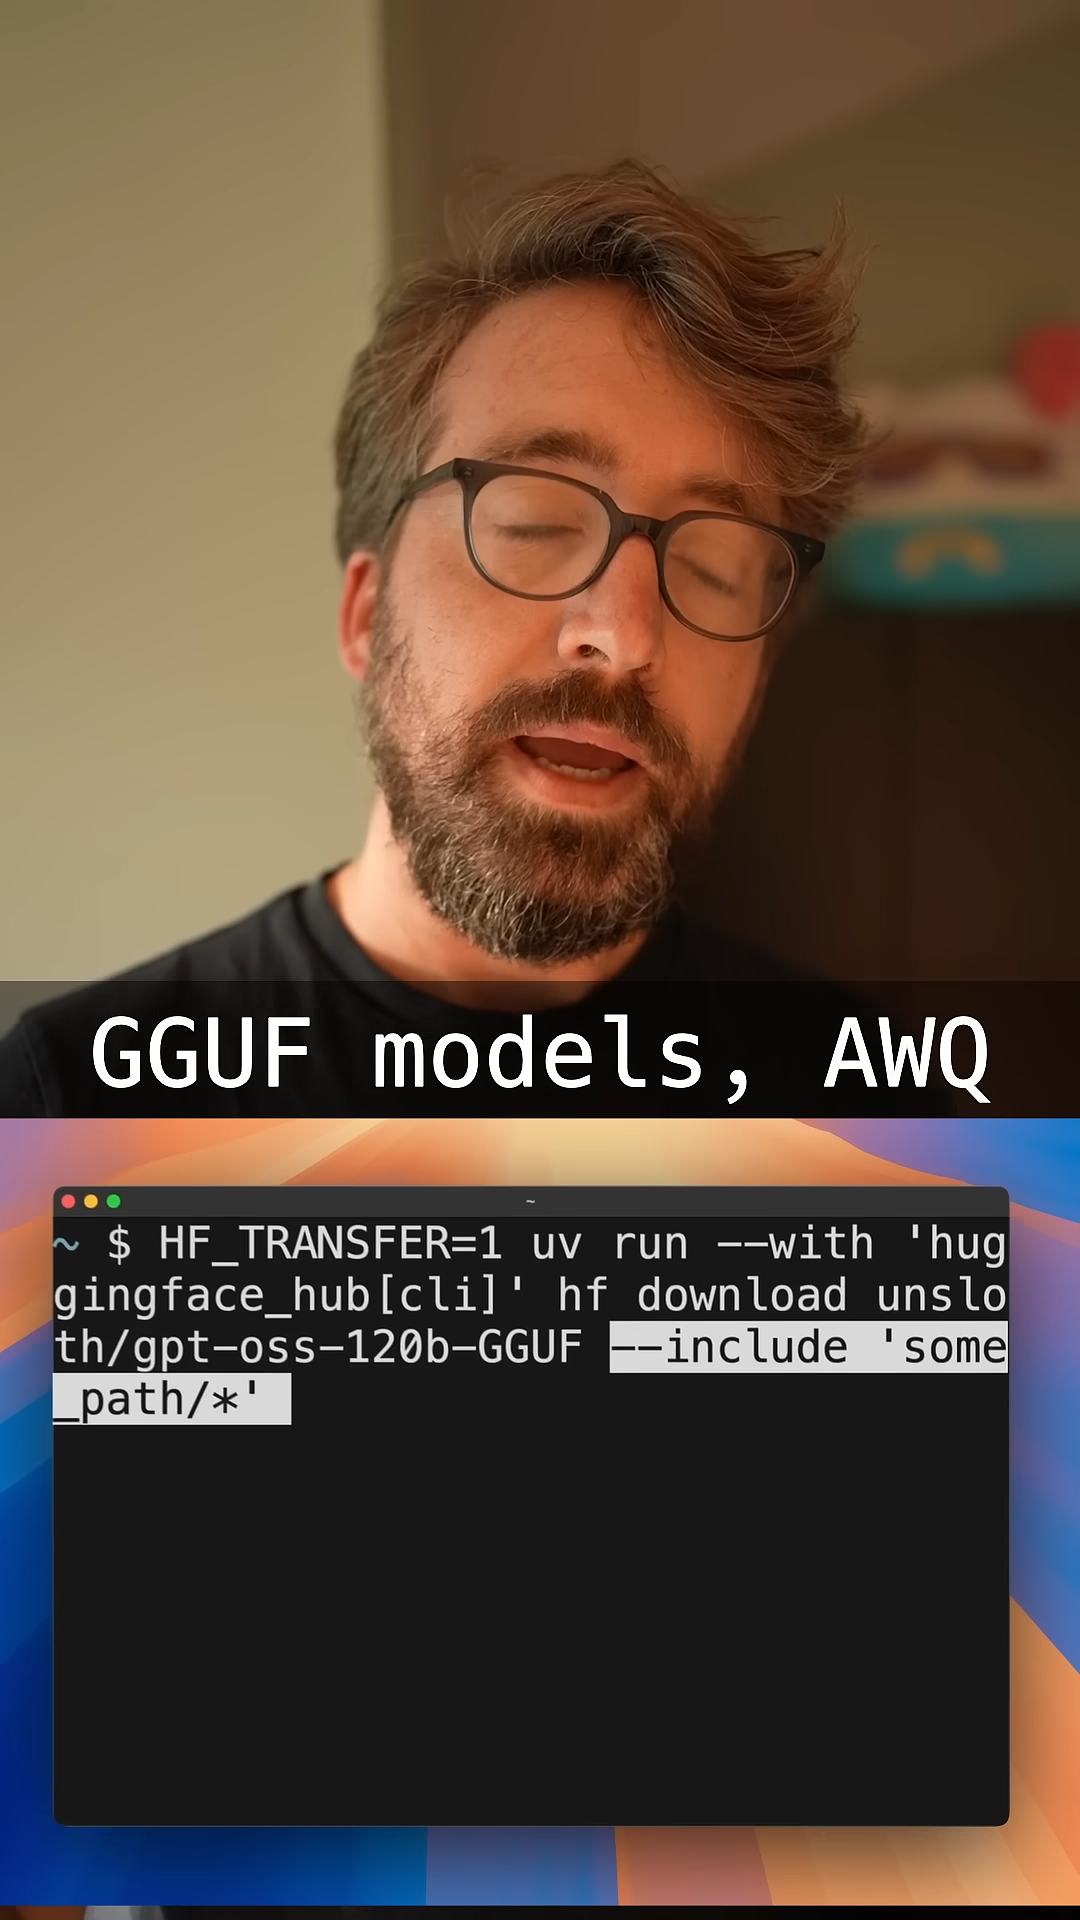 GGUF models, AWQ
~
~ $ HF_TRANSFER=1 uv run --with 'hug
gingface_hub[cli]' hf download unslo
th/gpt-oss-120b-GGUF --include 'some
_path/*'